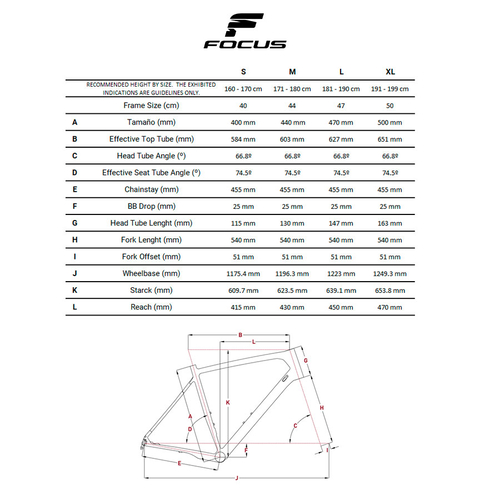 FOCUS
S M L XL
RECOMMENDED HEIGHT BY SIZE. THE EXHIBITED
INDICATIONS ARE GUIDELINES ONLY.
160 - 170 cm 171 - 180 cm 181 - 190 cm 191 - 199 cm
Frame Size (cm) 40 44 47 50
A Tamaño (mm) 400 mm 440 mm 470 mm 500 mm
B Effective Top Tube (mm) 584 mm 603 mm 627 mm 651 mm
C Head Tube Angle (º) 66.8º 66.8º 66.8º 66.8º
D Effective Seat Tube Angle (º) 74.5º 74.5º 74.5º 74.5º
E Chainstay (mm) 455 mm 455 mm 455 mm 455 mm
F BB Drop (mm) 25 mm 25 mm 25 mm 25 mm
G Head Tube Lenght (mm) 115 mm 130 mm 147 mm 163 mm
H Fork Lenght (mm) 540 mm 540 mm 540 mm 540 mm
I Fork Offset (mm) 51 mm 51 mm 51 mm 51 mm
J Wheelbase (mm) 1175.4 mm 1196.3 mm 1223 mm 1249.3 mm
K Starck (mm) 609.7 mm 623.5 mm 639.1 mm 653.8 mm
L Reach (mm) 415 mm 430 mm 450 mm 470 mm
B
L
G
K
H
A
D
C
F
I
E
J